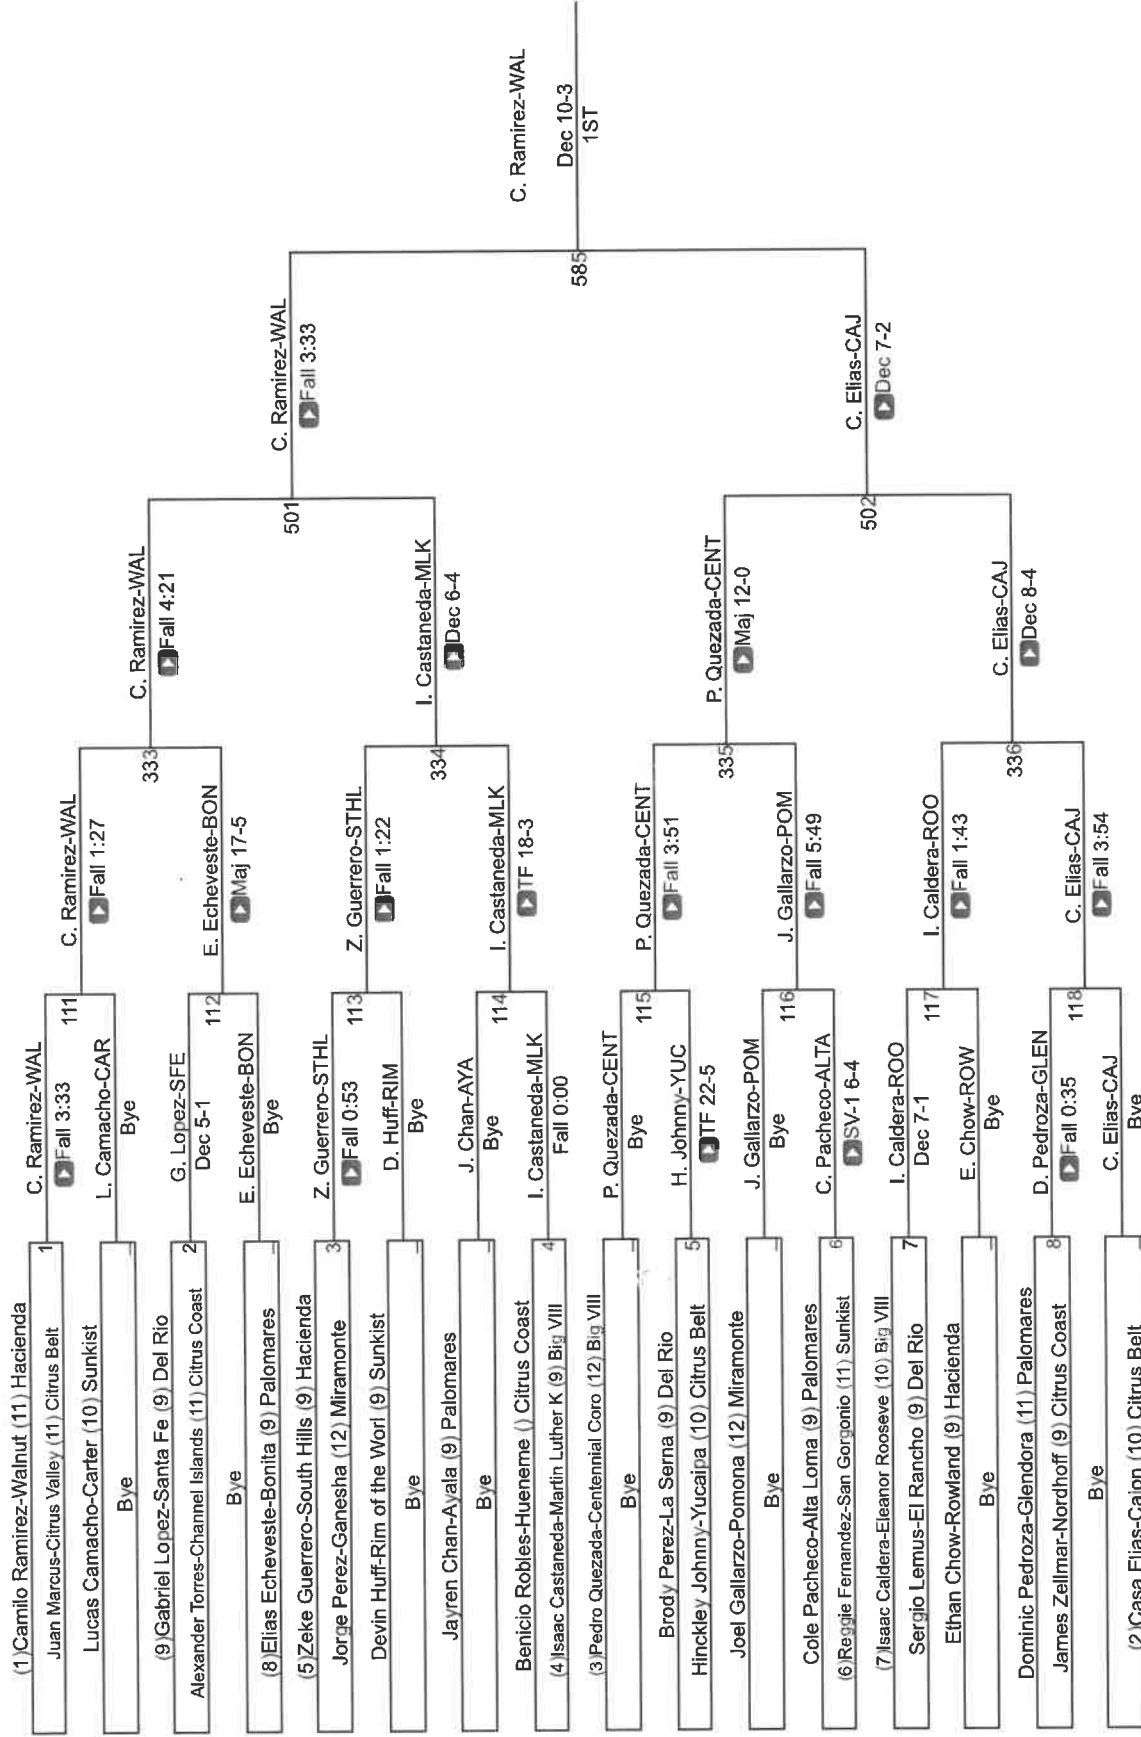 (1)Camilo Ramirez-Walnut (11) Hacienda
1
Juan Marcus-Citrus Valley (11) Citrus Belt
Lucas Camacho-Carter (10) Sunkist
Bye
(9)Gabriel Lopez-Santa Fe (9) Del Rio
2
Alexander Torres-Channel Islands (11) Citrus Coast
Bye
(8)Elias Echeveste-Bonita (9) Palomares
(5)Zeke Guerrero-South Hills (9) Hacienda
3
Jorge Perez-Ganesha (12) Miramonte
Devin Huff-Rim of the Worl (9) Sunkist
Bye
Jayren Chan-Ayala (9) Palomares
Bye
Benicio Robles-Hueneme () Citrus Coast
4
(4)Isaac Castaneda-Martin Luther K (9) Big VIII
(3)Pedro Quezada-Centennial Coro (12) Big VIII
Bye
Brody Perez-La Serna (9) Del Rio
5
Hinckley Johnny-Yucaipa (10) Citrus Belt
Joel Gallarzo-Pomona (12) Miramonte
Bye
Cole Pacheco-Alta Loma (9) Palomares
6
(6)Reggie Fernandez-San Gorgonio (11) Sunkist
(7)Isaac Caldera-Eleanor Rooseve (10) Big VIII
7
Sergio Lemus-El Rancho (9) Del Rio
Ethan Chow-Rowland (9) Hacienda
Bye
Dominic Pedroza-Glendora (11) Palomares
8
James Zellmar-Nordhoff (9) Citrus Coast
Bye
(2)Casa Elias-Cajon (10) Citrus Belt
C. Ramirez-WAL
Fall 3:33
111
L. Camacho-CAR
Bye
G. Lopez-SFE
Dec 5-1
112
E. Echeveste-BON
Bye
Z. Guerrero-STHL
Fall 0:53
113
D. Huff-RIM
Bye
J. Chan-AYA
Bye
114
I. Castaneda-MLK
Fall 0:00
P. Quezada-CENT
Bye
115
H. Johnny-YUC
TF 22-5
J. Gallarzo-POM
Bye
116
C. Pacheco-ALTA
SV-1 6-4
I. Caldera-ROO
Dec 7-1
117
E. Chow-ROW
Bye
D. Pedroza-GLEN
Fall 0:35
118
C. Elias-CAJ
Bye
C. Ramirez-WAL
Fall 1:27
333
E. Echeveste-BON
Maj 17-5
Z. Guerrero-STHL
Fall 1:22
334
I. Castaneda-MLK
TF 18-3
P. Quezada-CENT
Fall 3:51
335
J. Gallarzo-POM
Fall 5:49
I. Caldera-ROO
Fall 1:43
336
C. Elias-CAJ
Fall 3:54
C. Ramirez-WAL
Fall 4:21
501
I. Castaneda-MLK
Dec 6-4
P. Quezada-CENT
Maj 12-0
502
C. Elias-CAJ
Dec 8-4
C. Ramirez-WAL
Fall 3:33
585
C. Elias-CAJ
Dec 7-2
C. Ramirez-WAL
Dec 10-3
1ST